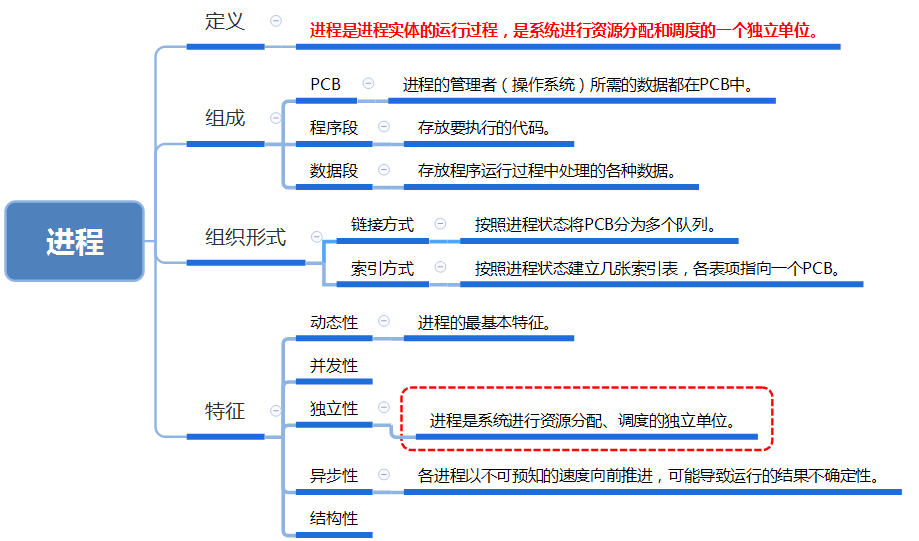 进程
定义
进程是进程实体的运行过程，是系统进行资源分配和调度的一个独立单位。
组成
PCB
进程的管理者（操作系统）所需的数据都在PCB中。
程序段
存放要执行的代码。
数据段
存放程序运行过程中处理的各种数据。
组织形式
链接方式
按照进程状态将PCB分为多个队列。
索引方式
按照进程状态建立几张索引表，各表项指向一个PCB。
特征
动态性
进程的最基本特征。
并发性
独立性
进程是系统进行资源分配、调度的独立单位。
异步性
各进程以不可预知的速度向前推进，可能导致运行的结果不确定性。
结构性